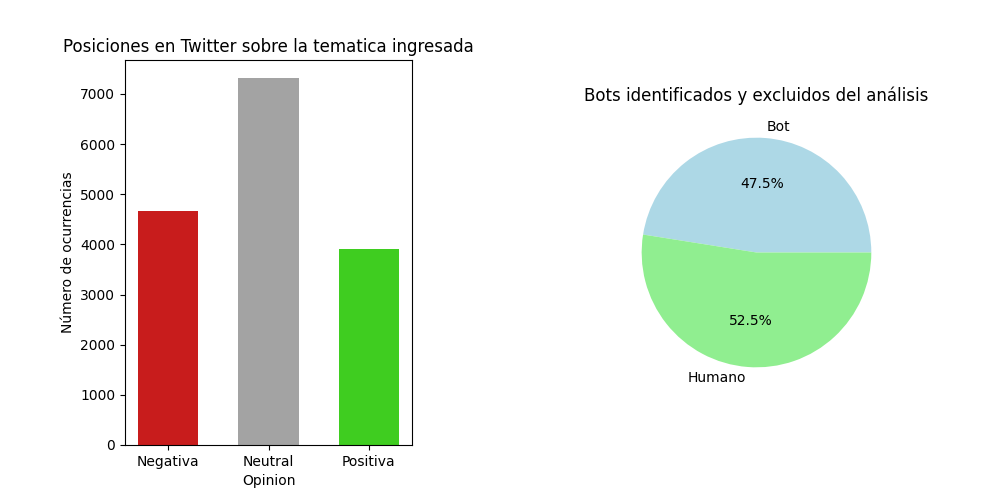 Posiciones en Twitter sobre la tematica ingresada
Número de ocurrencias
7000
6000
5000
4000
3000
2000
1000
0
Negativa
Neutral
Positiva
Opinion
Bots identificados y excluidos del análisis
Bot
47.5%
52.5%
Humano